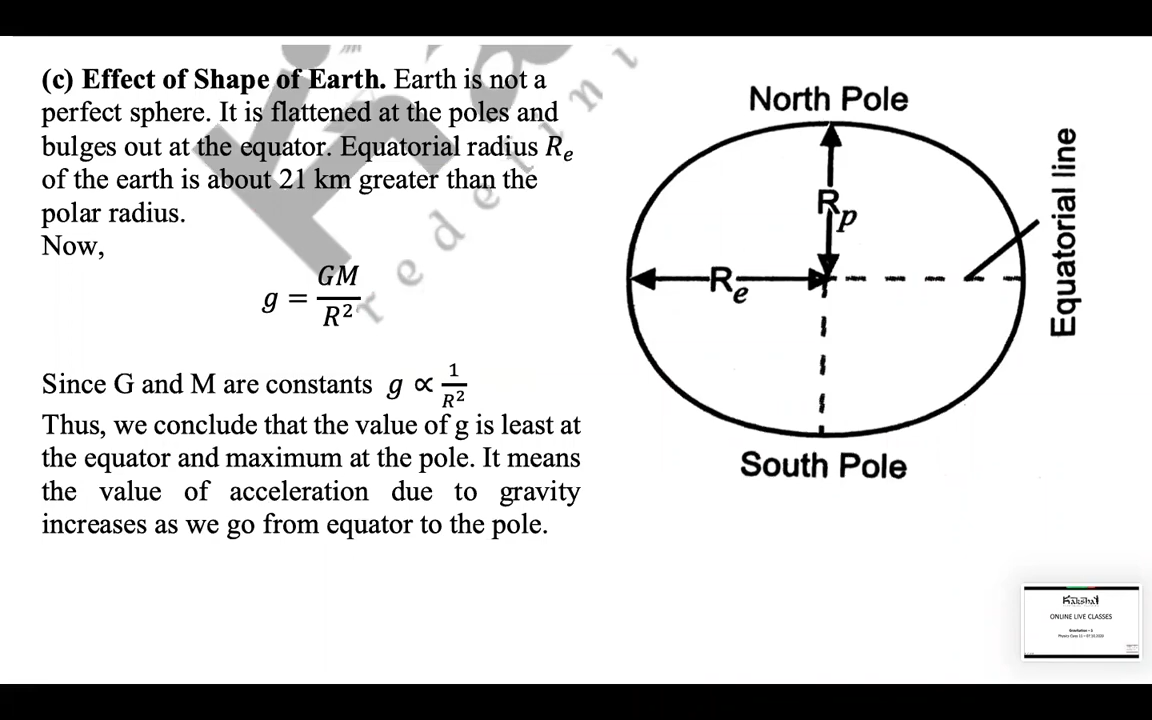 (c) Effect of Shape of Earth. Earth is not a
perfect sphere. It is flattened at the poles and
bulges out at the equator. Equatorial radius Rₑ
of the earth is about 21 km greater than the
polar radius.
Now,
g = GM/R²
Since G and M are constants g ∝ 1/R²
Thus, we conclude that the value of g is least at
the equator and maximum at the pole. It means
the value of acceleration due to gravity
increases as we go from equator to the pole.
North Pole
Rp
Rₑ
Equatorial line
South Pole
redefini
Kaksha
ONLINE LIVE CLASSES
Gravitation – 1